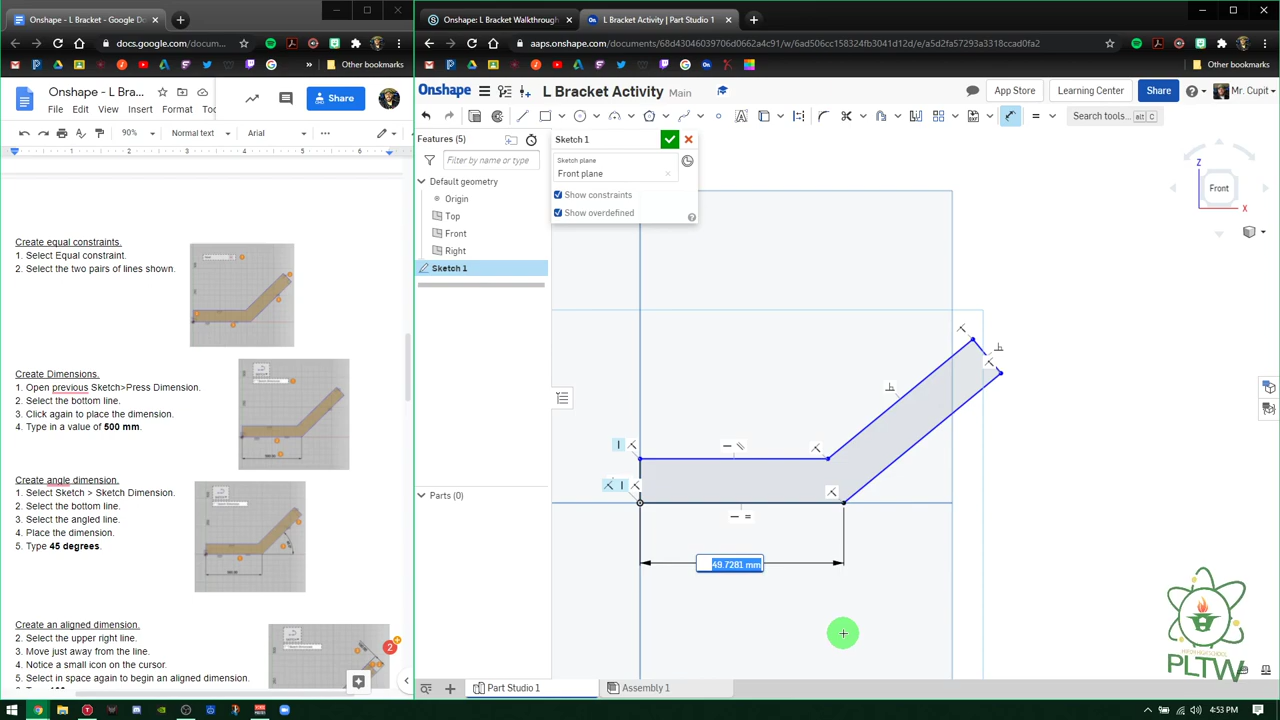 Onshape - L Bracket - Google Do
Onshape: L Bracket Walkthrough
L Bracket Activity | Part Studio 1
docs.google.com/docum...
aaps.onshape.com/documents/68d43046039706d0662a4c91/w/6ad506cc158324fb3041b12d/e/a5d2fa57293a3318ccad0fa2
Other bookmarks
Other bookmarks
Onshape - L Brac...
File Edit View Insert Format Too
Share
90% Normal text Arial
Onshape
L Bracket Activity Main
App Store
Learning Center
Share
Mr. Cupit
Search tools...
alt C
Features (5)
Filter by name or type
Default geometry
Origin
Top
Front
Right
Sketch 1
Parts (0)
Sketch 1
Sketch plane
Front plane
Show constraints
Show overdefined
Z
Front
X
49.7281 mm
Create equal constraints.
1. Select Equal constraint.
2. Select the two pairs of lines shown.
Create Dimensions.
1. Open previous Sketch>Press Dimension.
2. Select the bottom line.
3. Click again to place the dimension.
4. Type in a value of 500 mm.
Create angle dimension.
1. Select Sketch > Sketch Dimension.
2. Select the bottom line.
3. Select the angled line.
4. Place the dimension.
5. Type 45 degrees.
Create an aligned dimension.
2. Select the upper right line.
3. Move just away from the line.
4. Notice a small icon on the cursor.
5. Select in space again to begin an aligned dimension.
2
Part Studio 1
Assembly 1
PLTW
4:53 PM